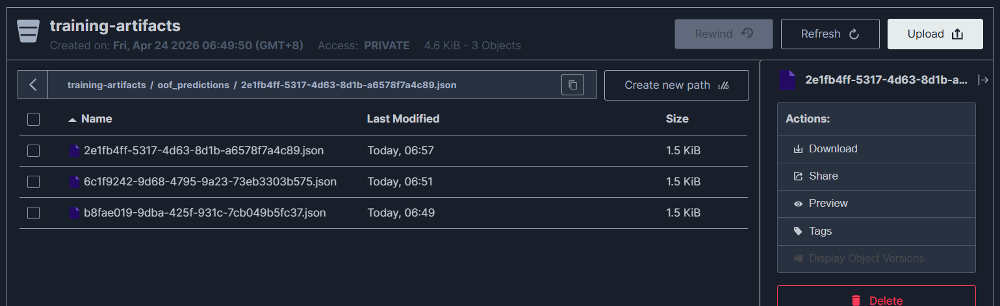 training-artifacts
Created on: Fri, Apr 24 2026 06:49:50 (GMT+8) Access: PRIVATE 4.6 KiB - 3 Objects
Rewind Refresh Upload
training-artifacts / oof_predictions / 2e1fb4ff-5317-4d63-8d1b-a6578f7a4c89.json
Create new path
Name Last Modified Size
2e1fb4ff-5317-4d63-8d1b-a6578f7a4c89.json Today, 06:57 1.5 KiB
6c1f9242-9d68-4795-9a23-73eb3303b575.json Today, 06:51 1.5 KiB
b8fae019-9dba-425f-931c-7cb049b5fc37.json Today, 06:49 1.5 KiB
2e1fb4ff-5317-4d63-8d1b-a...
Actions:
Download
Share
Preview
Tags
Display Object Versions
Delete